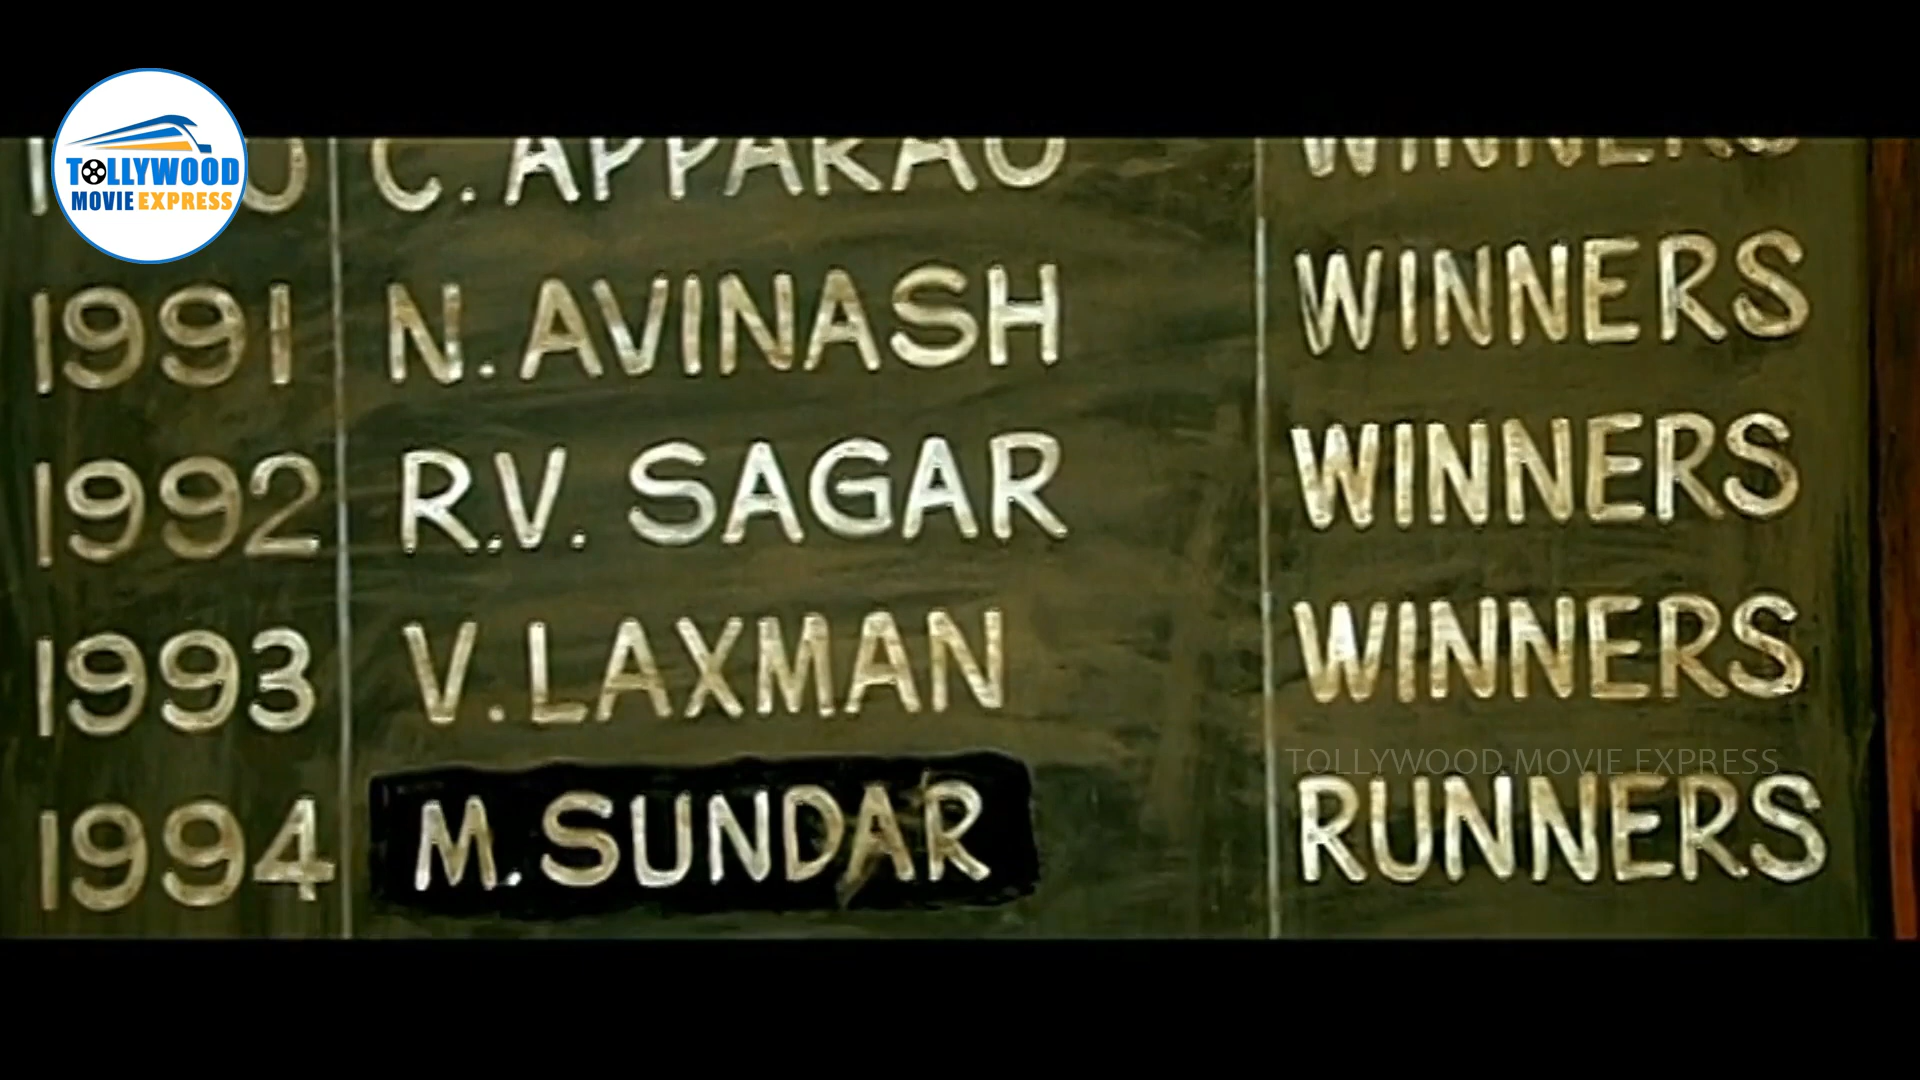 TOLLYWOOD
MOVIE EXPRESS
C. APPARAO WINNERS
1991 N. AVINASH WINNERS
1992 R.V. SAGAR WINNERS
1993 V. LAXMAN WINNERS
TOLLYWOOD MOVIE EXPRESS
1994 M. SUNDAR RUNNERS